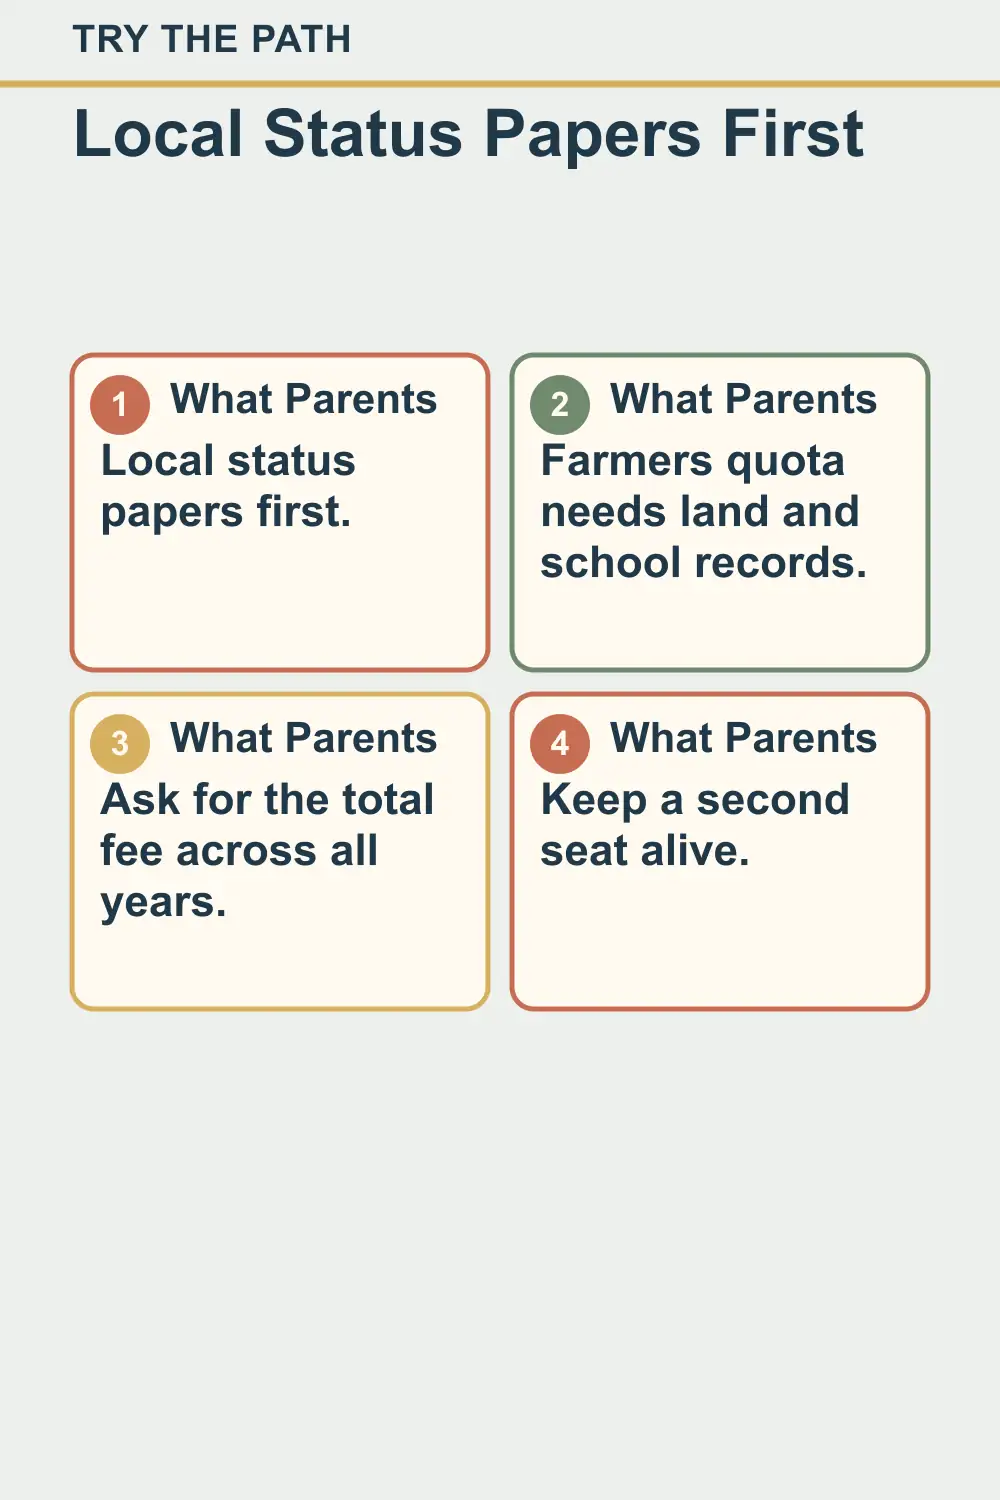 TRY THE PATH
Local Status Papers First
1 What Parents
Local status
papers first.
2 What Parents
Farmers quota
needs land and
school records.
3 What Parents
Ask for the total
fee across all
years.
4 What Parents
Keep a second
seat alive.